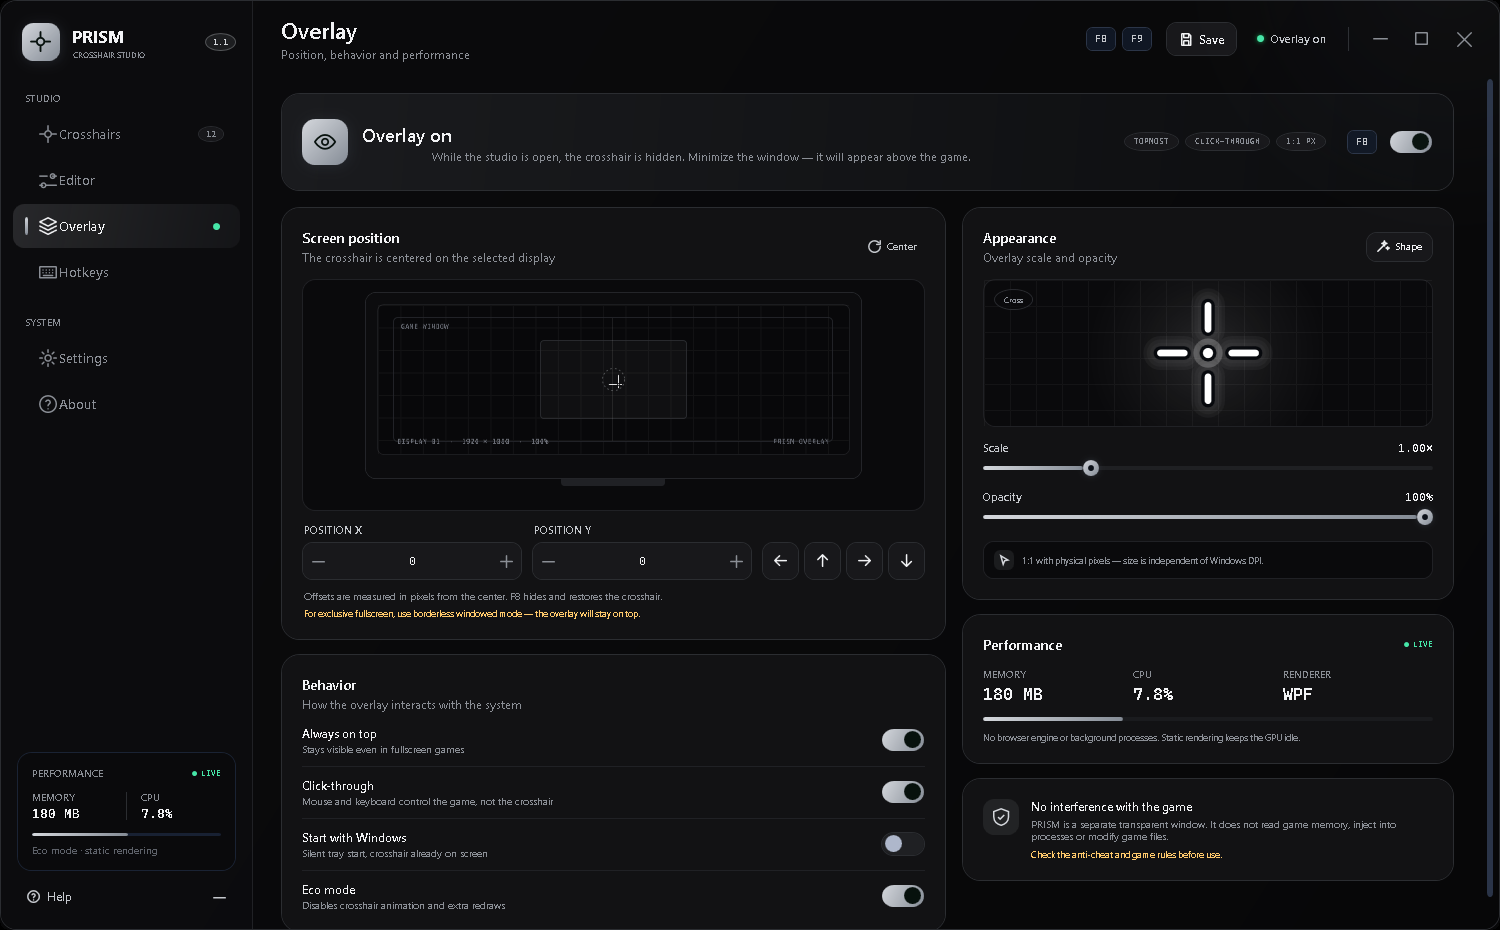 PRISM
CROSSHAIR STUDIO
1.1
STUDIO
Crosshairs
12
Editor
Overlay
Hotkeys
SYSTEM
Settings
About
PERFORMANCE
LIVE
MEMORY
CPU
180 MB
7.8%
Eco mode · static rendering
Help
Overlay
Position, behavior and performance
F8
F9
Save
Overlay on
Overlay on
While the studio is open, the crosshair is hidden. Minimize the window — it will appear above the game.
TOPMOST
CLICK-THROUGH
1:1 PX
F8
Screen position
The crosshair is centered on the selected display
Center
GAME WINDOW
DISPLAY 01 · 1920 × 1080 · 100%
PRISM OVERLAY
POSITION X
POSITION Y
0
0
Offsets are measured in pixels from the center. F8 hides and restores the crosshair.
For exclusive fullscreen, use borderless windowed mode — the overlay will stay on top.
Behavior
How the overlay interacts with the system
Always on top
Stays visible even in fullscreen games
Click-through
Mouse and keyboard control the game, not the crosshair
Start with Windows
Silent tray start, crosshair already on screen
Eco mode
Disables crosshair animation and extra redraws
Appearance
Overlay scale and opacity
Shape
Cross
Scale
1.00×
Opacity
100%
1:1 with physical pixels — size is independent of Windows DPI.
Performance
LIVE
MEMORY
CPU
RENDERER
180 MB
7.8%
WPF
No browser engine or background processes. Static rendering keeps the GPU idle.
No interference with the game
PRISM is a separate transparent window. It does not read game memory, inject into
processes or modify game files.
Check the anti-cheat and game rules before use.